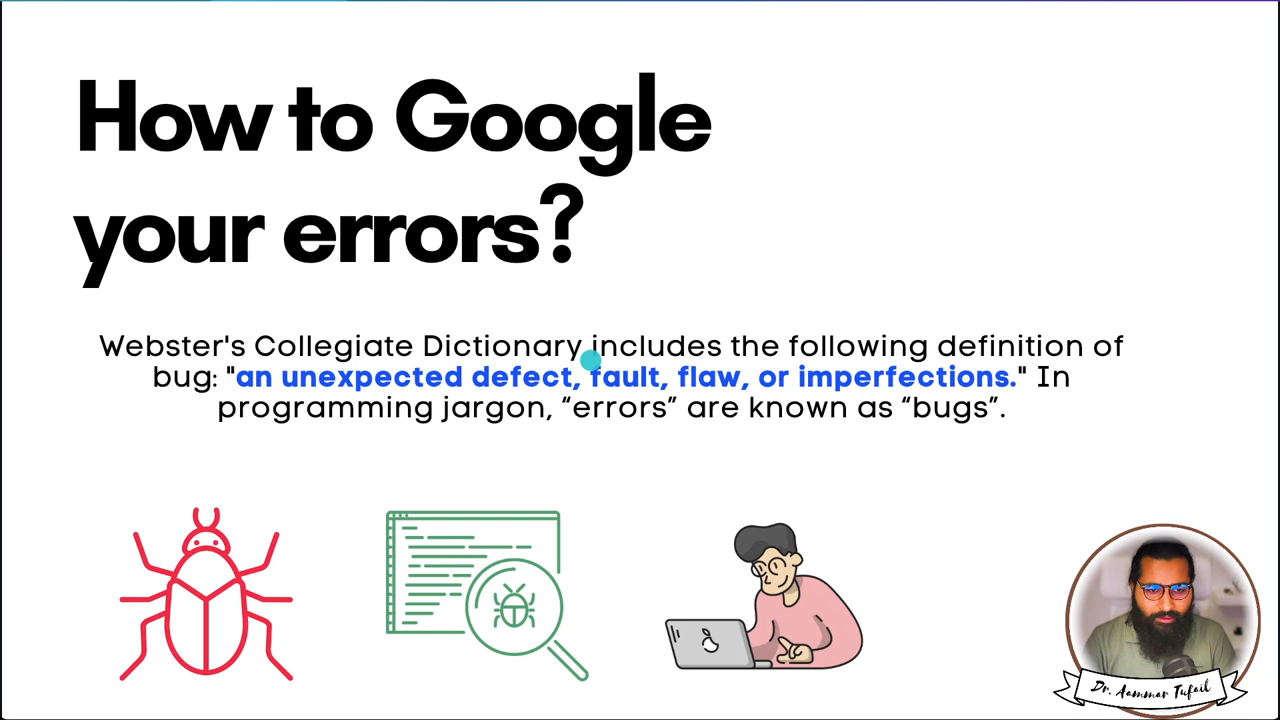 How to Google
your errors?
Webster's Collegiate Dictionary includes the following definition of
bug: "an unexpected defect, fault, flaw, or imperfections." In
programming jargon, “errors” are known as “bugs”.
Dr. Aammar Tufail